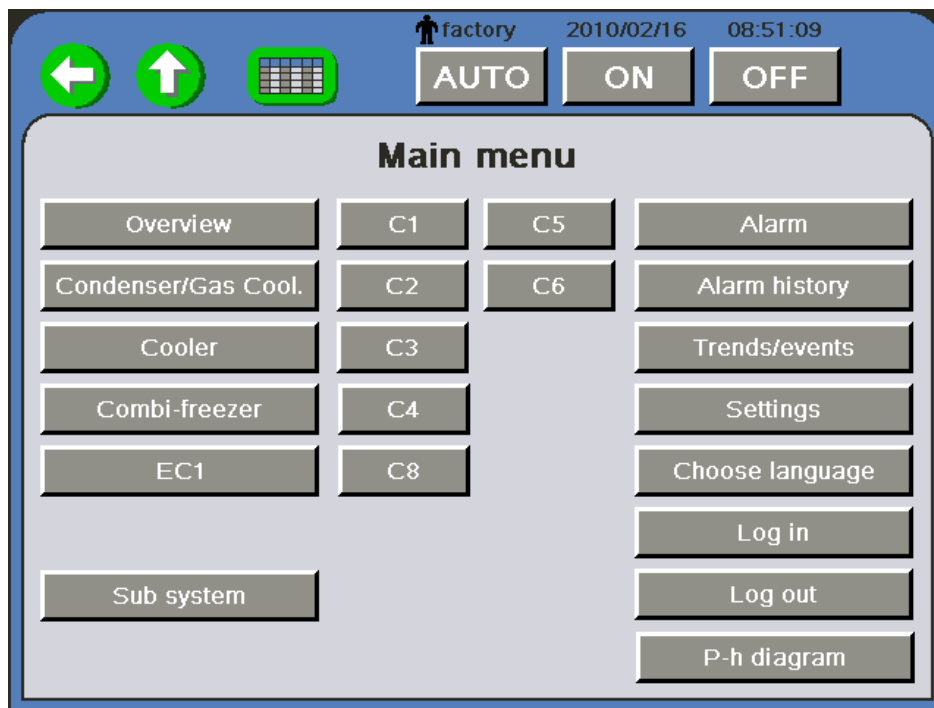 factory 2010/02/16 08:51:09
AUTO ON OFF
Main menu
Overview C1 C5 Alarm
Condenser/Gas Cool. C2 C6 Alarm history
Cooler C3 Trends/events
Combi-freezer C4 Settings
EC1 C8 Choose language
Log in
Sub system Log out
P-h diagram